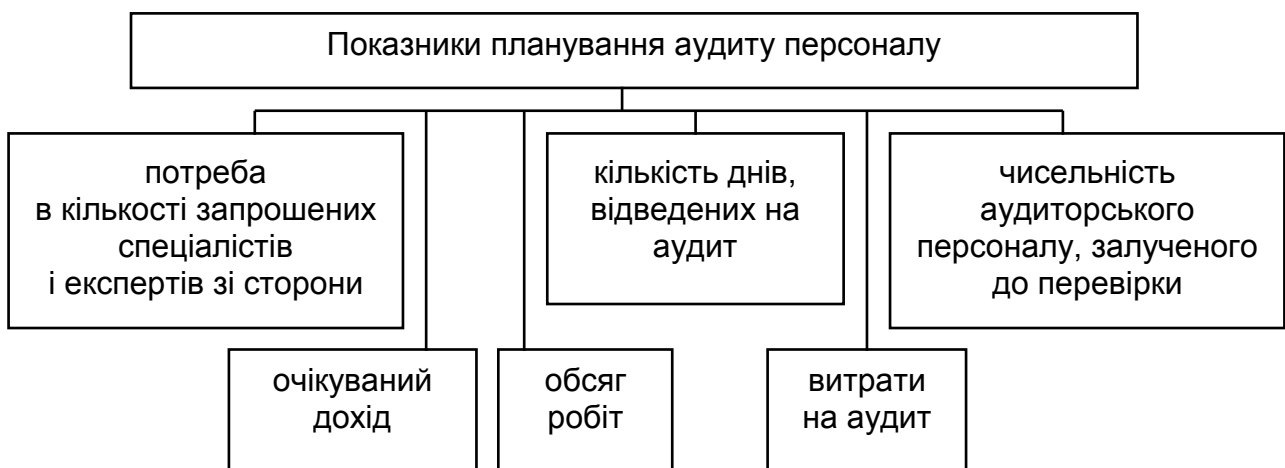 Показники планування аудиту персоналу
потреба
в кількості запрошених
спеціалістів
і експертів зі сторони
кількість днів,
відведених на
аудит
чисельність
аудиторського
персоналу, залученого
до перевірки
очікуваний
дохід
обсяг
робіт
витрати
на аудит